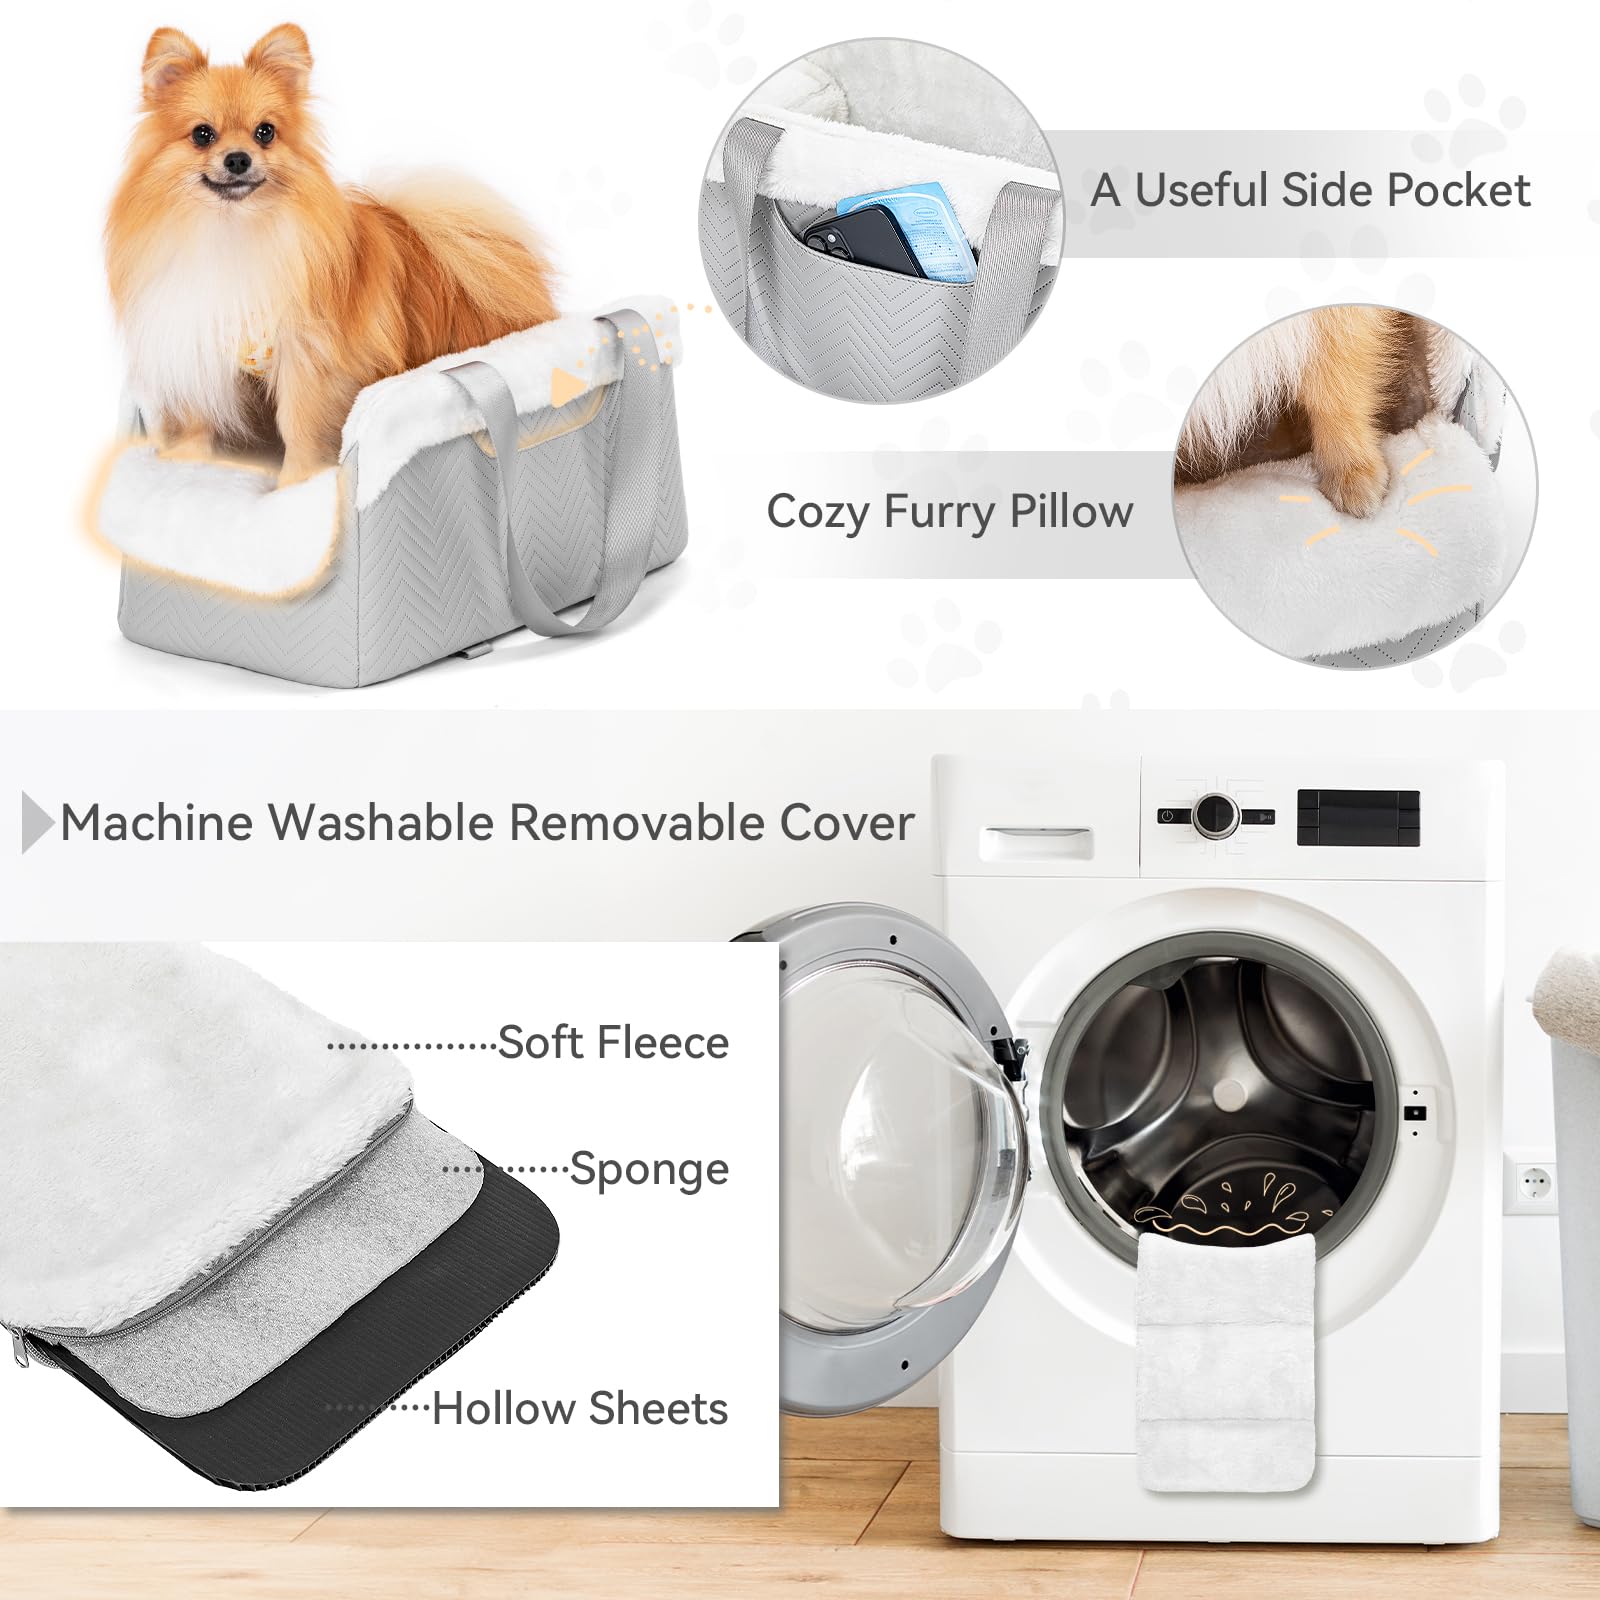 A Useful Side Pocket
Cozy Furry Pillow
Machine Washable Removable Cover
Soft Fleece
Sponge
Hollow Sheets